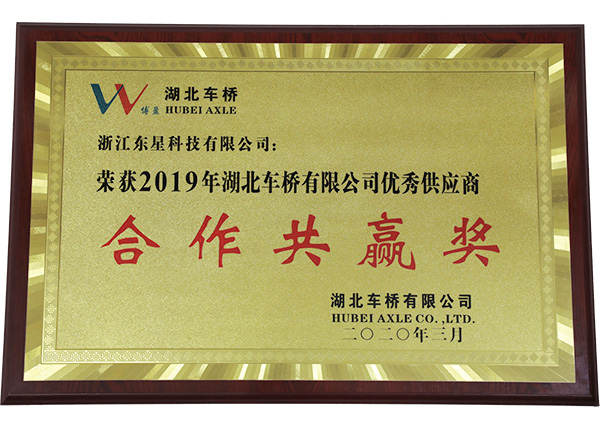 湖北车桥
博盈 HUBEI AXLE
浙江东星科技有限公司：
荣获2019年湖北车桥有限公司优秀供应商
合作共赢奖
湖北车桥有限公司
HUBEI AXLE CO.,LTD.
二〇二〇年三月